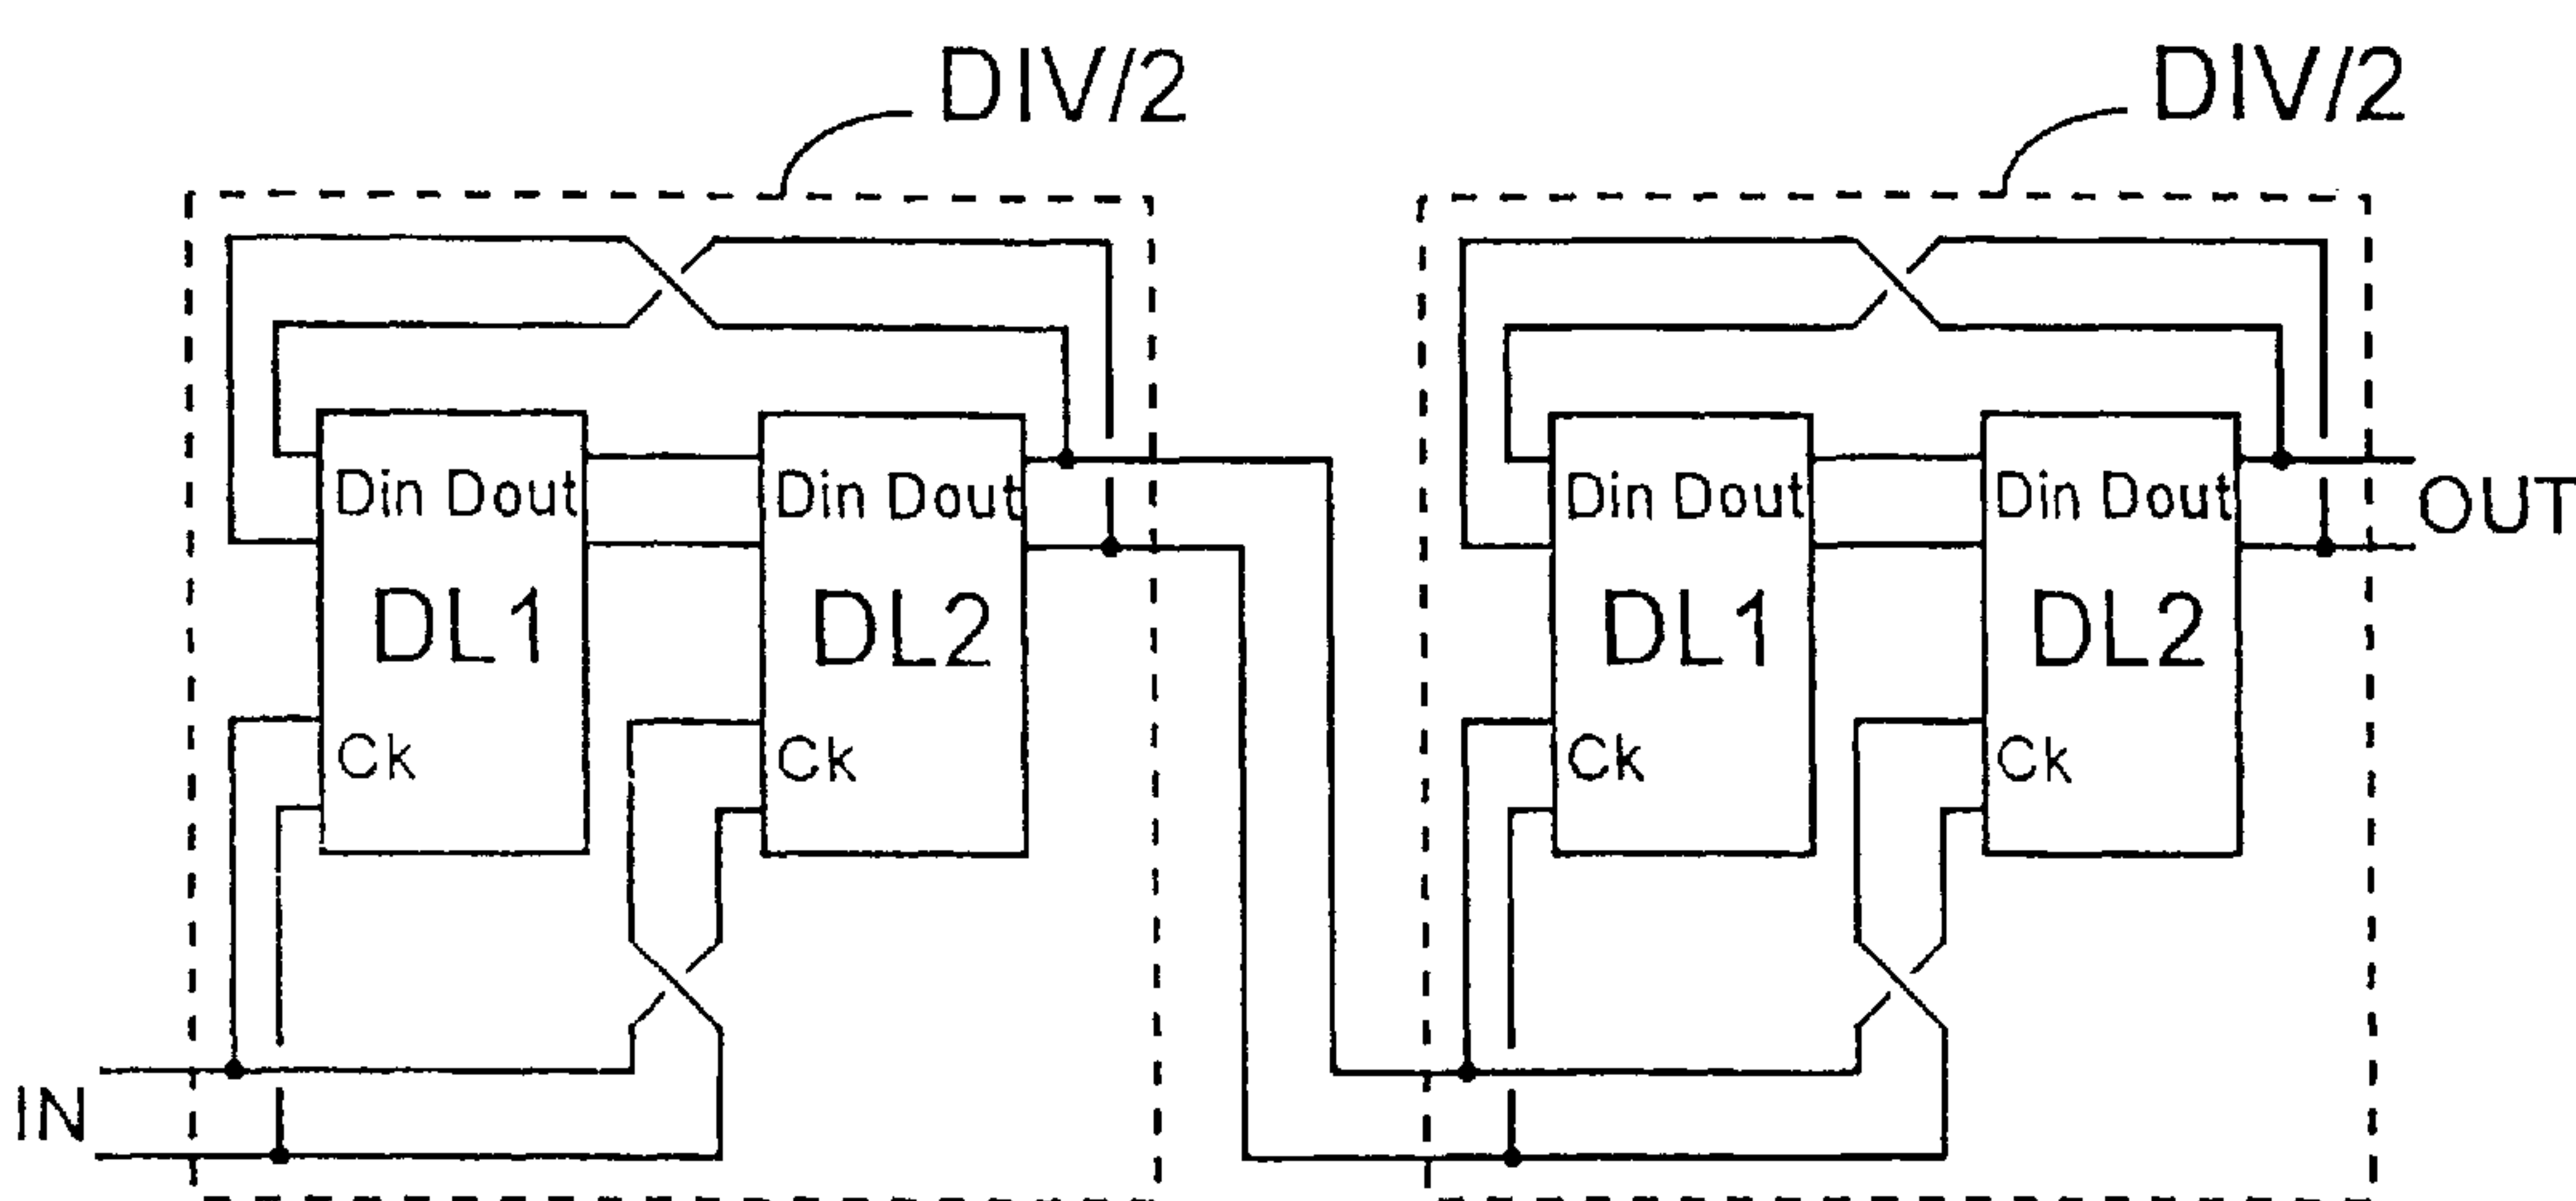 DIV/2 DIV/2
Din Dout Din Dout Din Dout Din Dout OUT
DL1 DL2 DL1 DL2
Ck Ck Ck Ck
IN